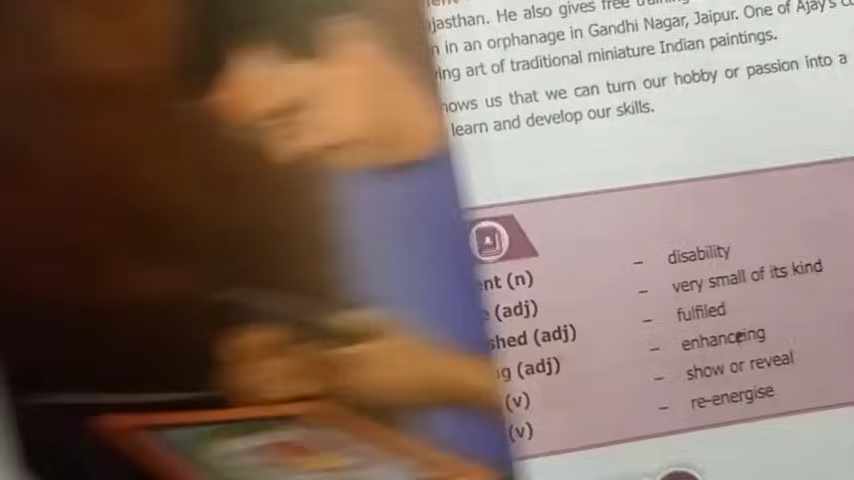 jasthan. He also gives free
in an orphanage in Gandhi Nagar, Jaipur. One of Ajay's
ing art of traditional miniature Indian paintings.
ows us that we can turn our hobby or passion into a
learn and develop our skills.
nt (n) – disability
(adj) – very small of its kind
shed (adj) – fulfiled
g (adj) – enhanceing
(v) – show or reveal
(v) – re-energise